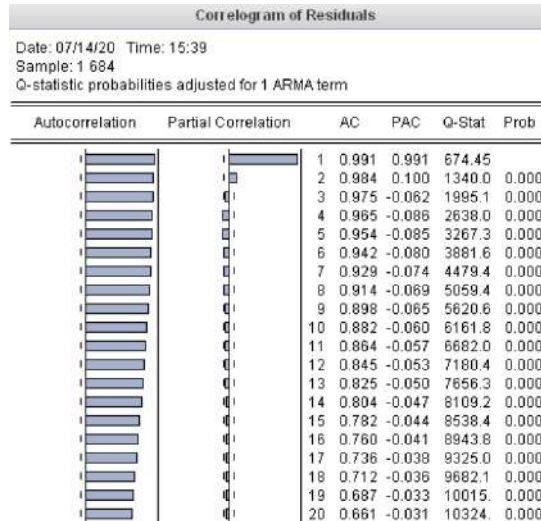 Correlogram of Residuals
Date: 07/14/20 Time: 15:39
Sample: 1 684
Q-statistic probabilities adjusted for 1 ARMA term
Autocorrelation Partial Correlation AC PAC Q-Stat Prob
1 0.991 0.991 674.45
2 0.984 0.100 1340.0 0.000
3 0.975 -0.062 1995.1 0.000
4 0.965 -0.086 2638.0 0.000
5 0.954 -0.085 3267.3 0.000
6 0.942 -0.080 3881.6 0.000
7 0.929 -0.074 4479.4 0.000
8 0.914 -0.069 5059.4 0.000
9 0.898 -0.065 5620.6 0.000
10 0.882 -0.060 6161.8 0.000
11 0.864 -0.057 6682.0 0.000
12 0.845 -0.053 7180.4 0.000
13 0.825 -0.050 7656.3 0.000
14 0.804 -0.047 8109.2 0.000
15 0.782 -0.044 8538.4 0.000
16 0.760 -0.041 8943.8 0.000
17 0.736 -0.038 9325.0 0.000
18 0.712 -0.036 9682.1 0.000
19 0.687 -0.033 10015. 0.000
20 0.661 -0.031 10324. 0.000